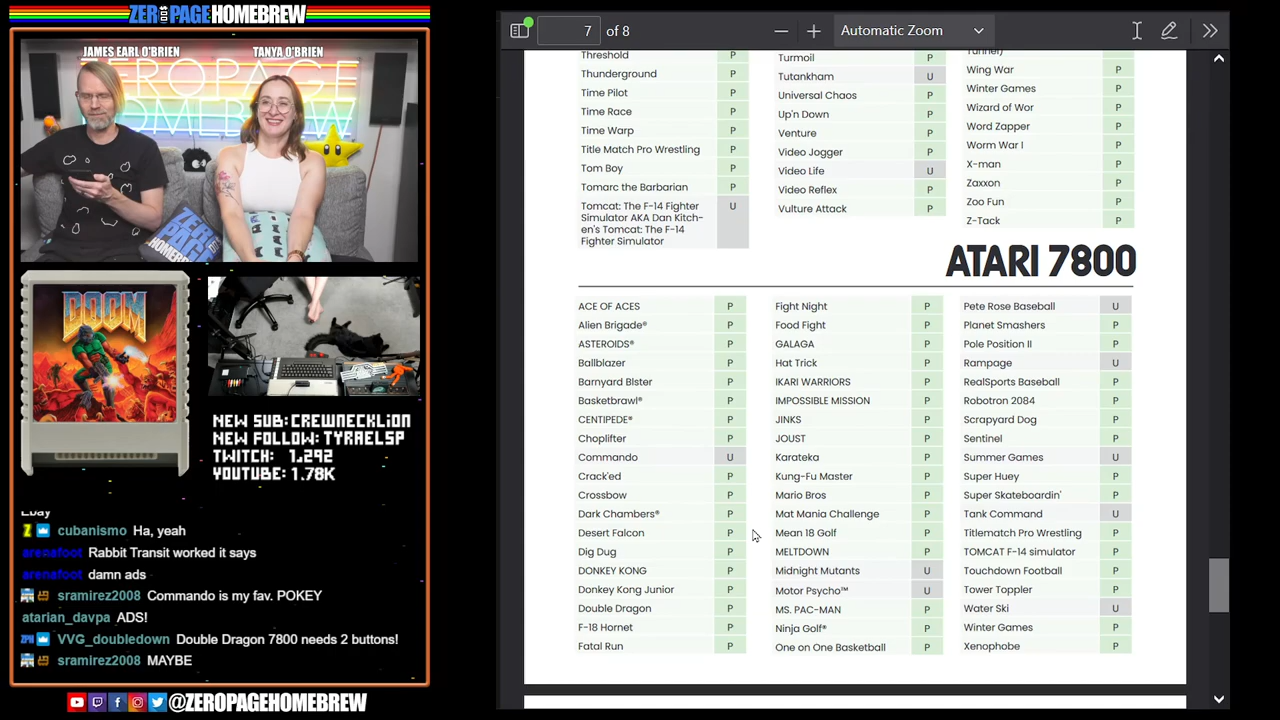 ZEROPAGEHOMEBREW
JAMES EARL O'BRIEN
TANYA O'BRIEN
ZEROPAGE
HOMEBREW
DOOM
NEW SUB:CREWNECKLION
NEW FOLLOW:TYRAELSP
TWITCH: 1,292
YOUTUBE: 1.78K
Ebay
cubanismo Ha, yeah
arenafoot Rabbit Transit worked it says
arenafoot damn ads
sramirez2008 Commando is my fav. POKEY
atarian_davpa ADS!
VVG_doubledown Double Dragon 7800 needs 2 buttons!
sramirez2008 MAYBE
@ZEROPAGEHOMEBREW
7 of 8
Automatic Zoom
Threshold P
Thunderground P
Time Pilot P
Time Race P
Time Warp P
Title Match Pro Wrestling P
Tom Boy P
Tomarc the Barbarian P
Tomcat: The F-14 Fighter U
Simulator AKA Dan Kitch-
en's Tomcat: The F-14
Fighter Simulator
Turmoil P
Tutankham U
Universal Chaos P
Up'n Down P
Venture P
Video Jogger P
Video Life U
Video Reflex P
Vulture Attack P
Tunnel)
Wing War P
Winter Games P
Wizard of Wor P
Word Zapper P
Worm War I P
X-man P
Zaxxon P
Zoo Fun P
Z-Tack P
ATARI 7800
ACE OF ACES P
Alien Brigade® P
ASTEROIDS® P
Ballblazer P
Barnyard Blster P
Basketbrawl® P
CENTIPEDE® P
Choplifter P
Commando U
Crack'ed P
Crossbow P
Dark Chambers® P
Desert Falcon P
Dig Dug P
DONKEY KONG P
Donkey Kong Junior P
Double Dragon P
F-18 Hornet P
Fatal Run P
Fight Night P
Food Fight P
GALAGA P
Hat Trick P
IKARI WARRIORS P
IMPOSSIBLE MISSION P
JINKS P
JOUST P
Karateka P
Kung-Fu Master P
Mario Bros P
Mat Mania Challenge P
Mean 18 Golf P
MELTDOWN P
Midnight Mutants U
Motor Psycho™ U
MS. PAC-MAN P
Ninja Golf® P
One on One Basketball P
Pete Rose Baseball U
Planet Smashers P
Pole Position II P
Rampage U
RealSports Baseball P
Robotron 2084 P
Scrapyard Dog P
Sentinel P
Summer Games U
Super Huey P
Super Skateboardin' P
Tank Command U
Titlematch Pro Wrestling P
TOMCAT F-14 simulator P
Touchdown Football P
Tower Toppler P
Water Ski U
Winter Games P
Xenophobe P